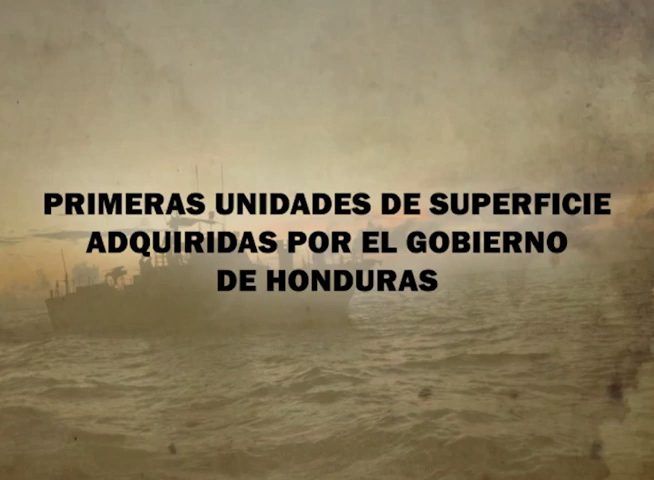 PRIMERAS UNIDADES DE SUPERFICIE
ADQUIRIDAS POR EL GOBIERNO
DE HONDURAS